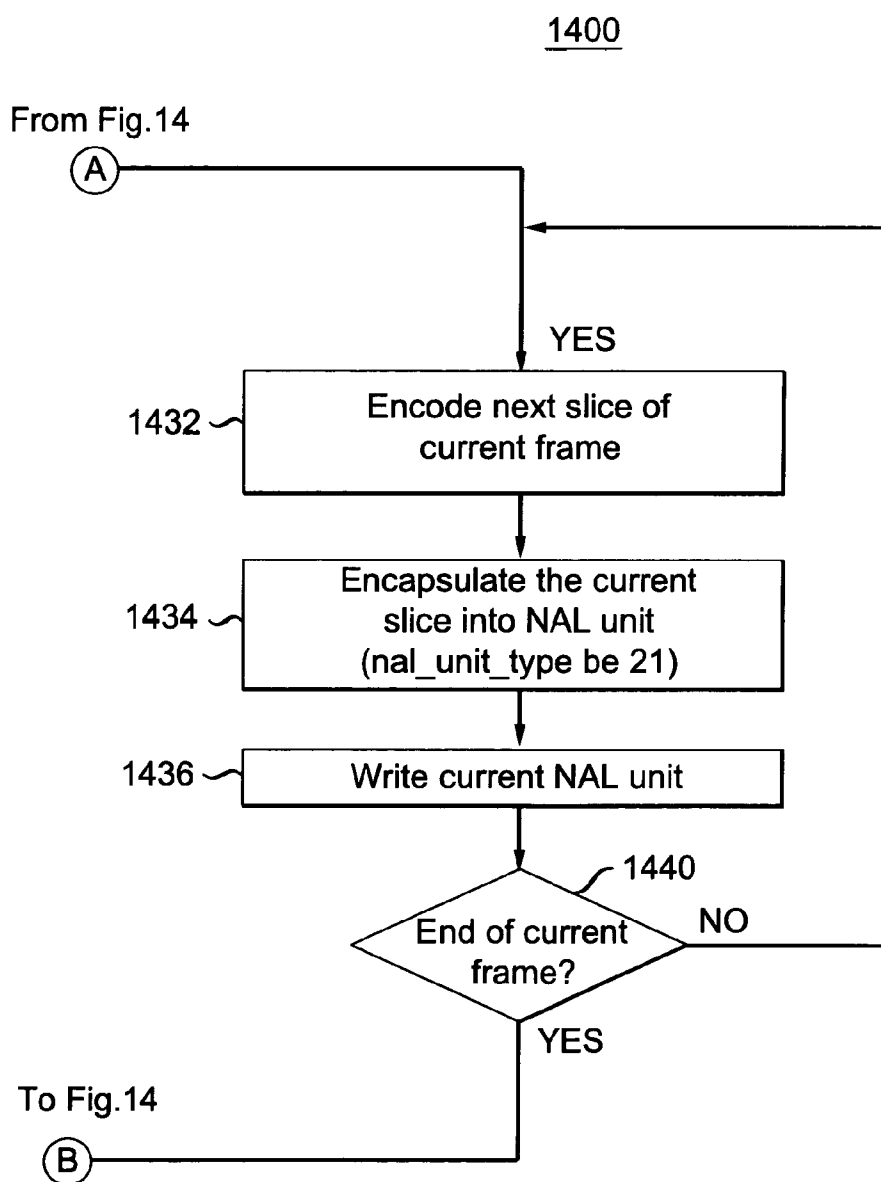 1400
From Fig.14
A
YES
1432
Encode next slice of
current frame
1434
Encapsulate the current
slice into NAL unit
(nal_unit_type be 21)
1436
Write current NAL unit
1440
End of current
frame?
NO
YES
To Fig.14
B